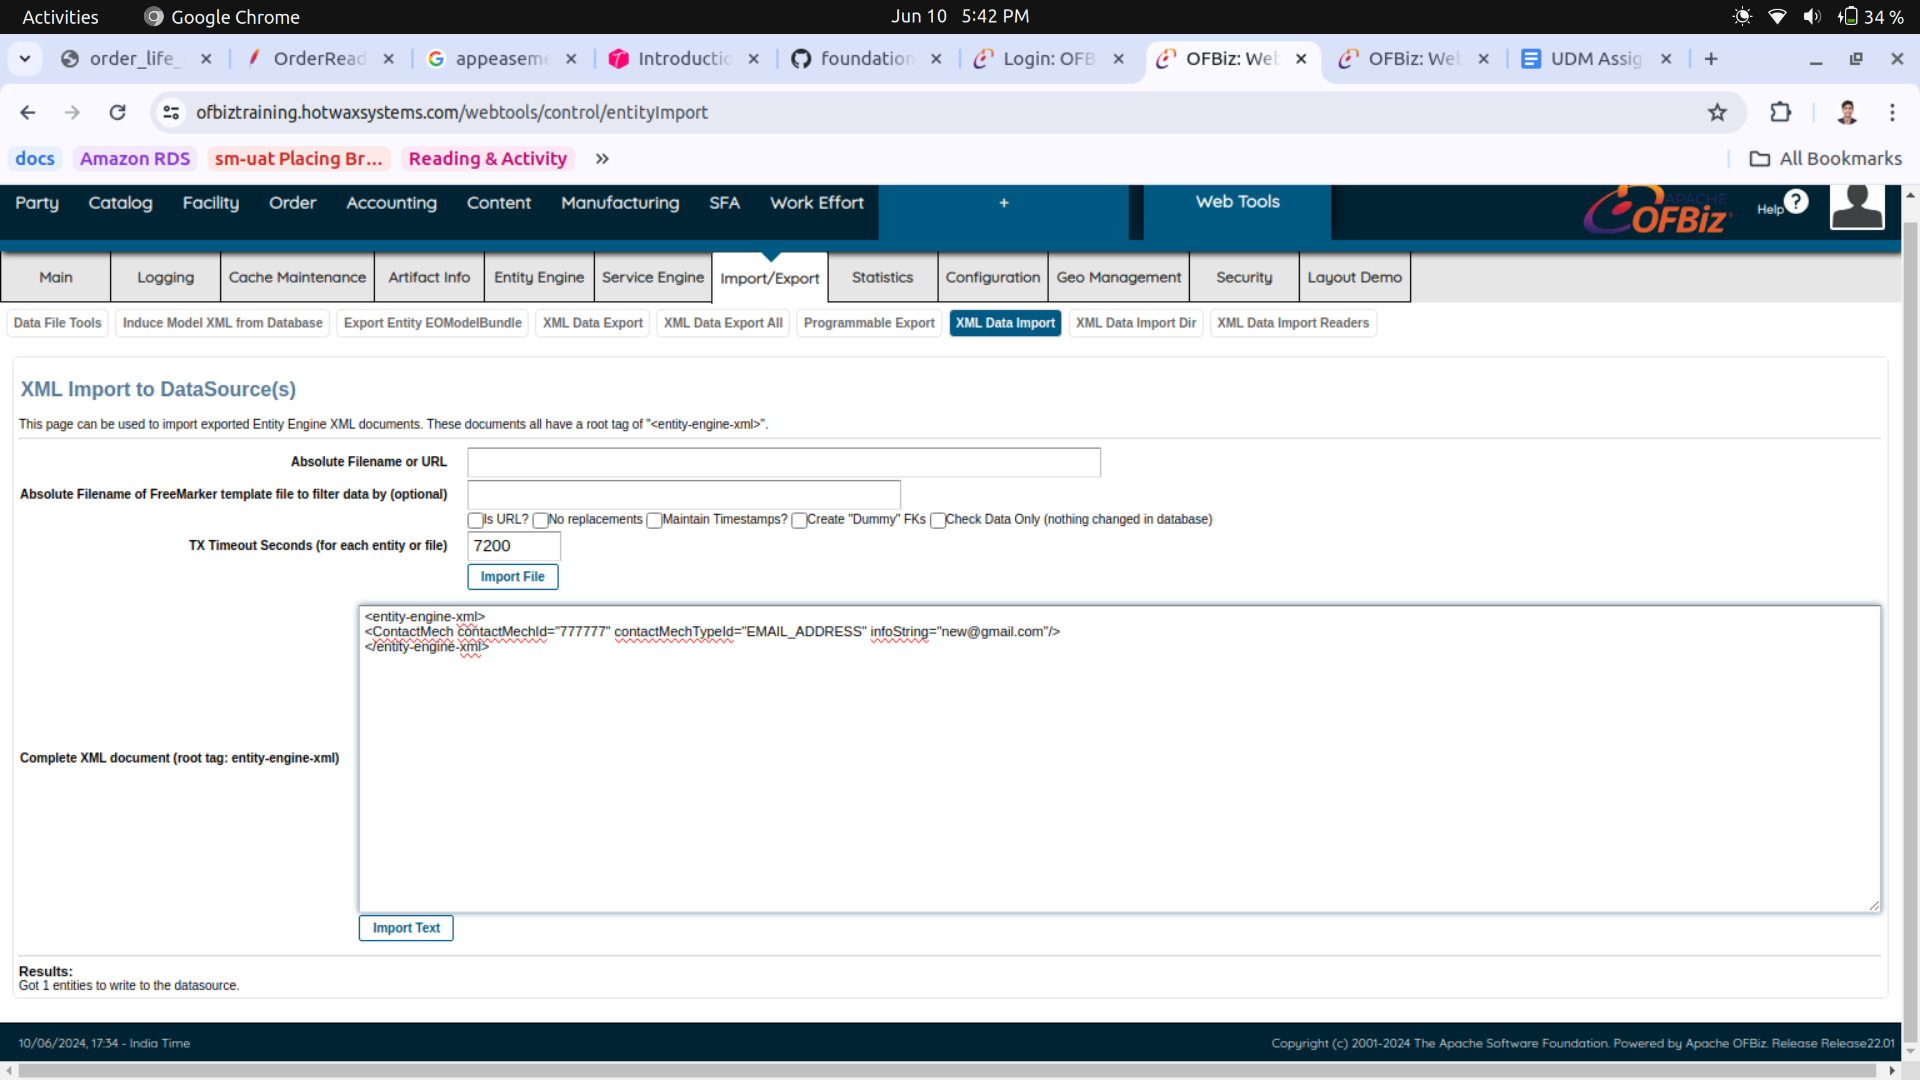 Activities Google Chrome Jun 10 5:42 PM 34 %
order_life_ OrderRead appeaseme Introductio foundation Login: OFB OFBiz: Web OFBiz: Web UDM Assig
ofbiztraining.hotwaxsystems.com/webtools/control/entityImport
docs Amazon RDS sm-uat Placing Br... Reading & Activity » All Bookmarks
Party Catalog Facility Order Accounting Content Manufacturing SFA Work Effort + Web Tools APACHE OFBiz Help ?
Main Logging Cache Maintenance Artifact Info Entity Engine Service Engine Import/Export Statistics Configuration Geo Management Security Layout Demo
Data File Tools Induce Model XML from Database Export Entity EOModelBundle XML Data Export XML Data Export All Programmable Export XML Data Import XML Data Import Dir XML Data Import Readers
XML Import to DataSource(s)
This page can be used to import exported Entity Engine XML documents. These documents all have a root tag of "<entity-engine-xml>".
Absolute Filename or URL
Absolute Filename of FreeMarker template file to filter data by (optional)
Is URL? No replacements Maintain Timestamps? Create "Dummy" FKs Check Data Only (nothing changed in database)
TX Timeout Seconds (for each entity or file) 7200
Import File
<entity-engine-xml>
<ContactMech contactMechId="777777" contactMechTypeId="EMAIL_ADDRESS" infoString="new@gmail.com"/>
</entity-engine-xml>
Complete XML document (root tag: entity-engine-xml)
Import Text
Results:
Got 1 entities to write to the datasource.
10/06/2024, 17:34 - India Time Copyright (c) 2001-2024 The Apache Software Foundation. Powered by Apache OFBiz. Release Release22.01